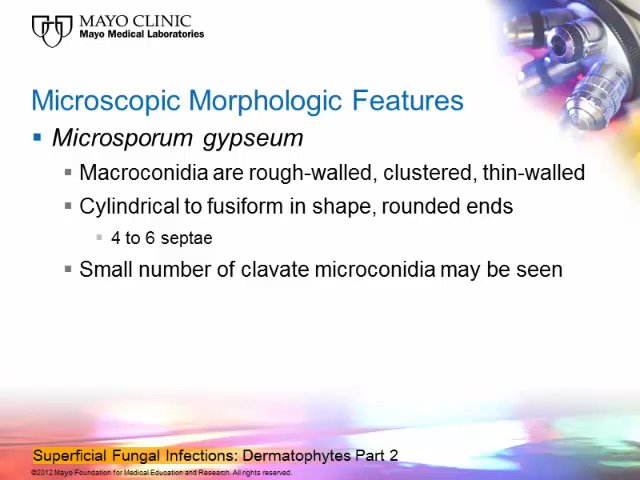 MAYO CLINIC
Mayo Medical Laboratories
Microscopic Morphologic Features
Microsporum gypseum
Macroconidia are rough-walled, clustered, thin-walled
Cylindrical to fusiform in shape, rounded ends
4 to 6 septae
Small number of clavate microconidia may be seen
Superficial Fungal Infections: Dermatophytes Part 2
©2012 Mayo Foundation for Medical Education and Research. All rights reserved.